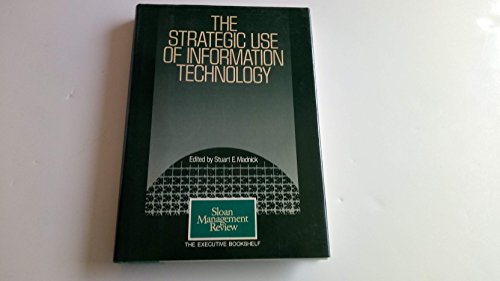 THE
STRATEGIC USE
OF INFORMATION
TECHNOLOGY
Edited by Stuart E. Madnick
Sloan
Management
Review
THE EXECUTIVE BOOKSHELF